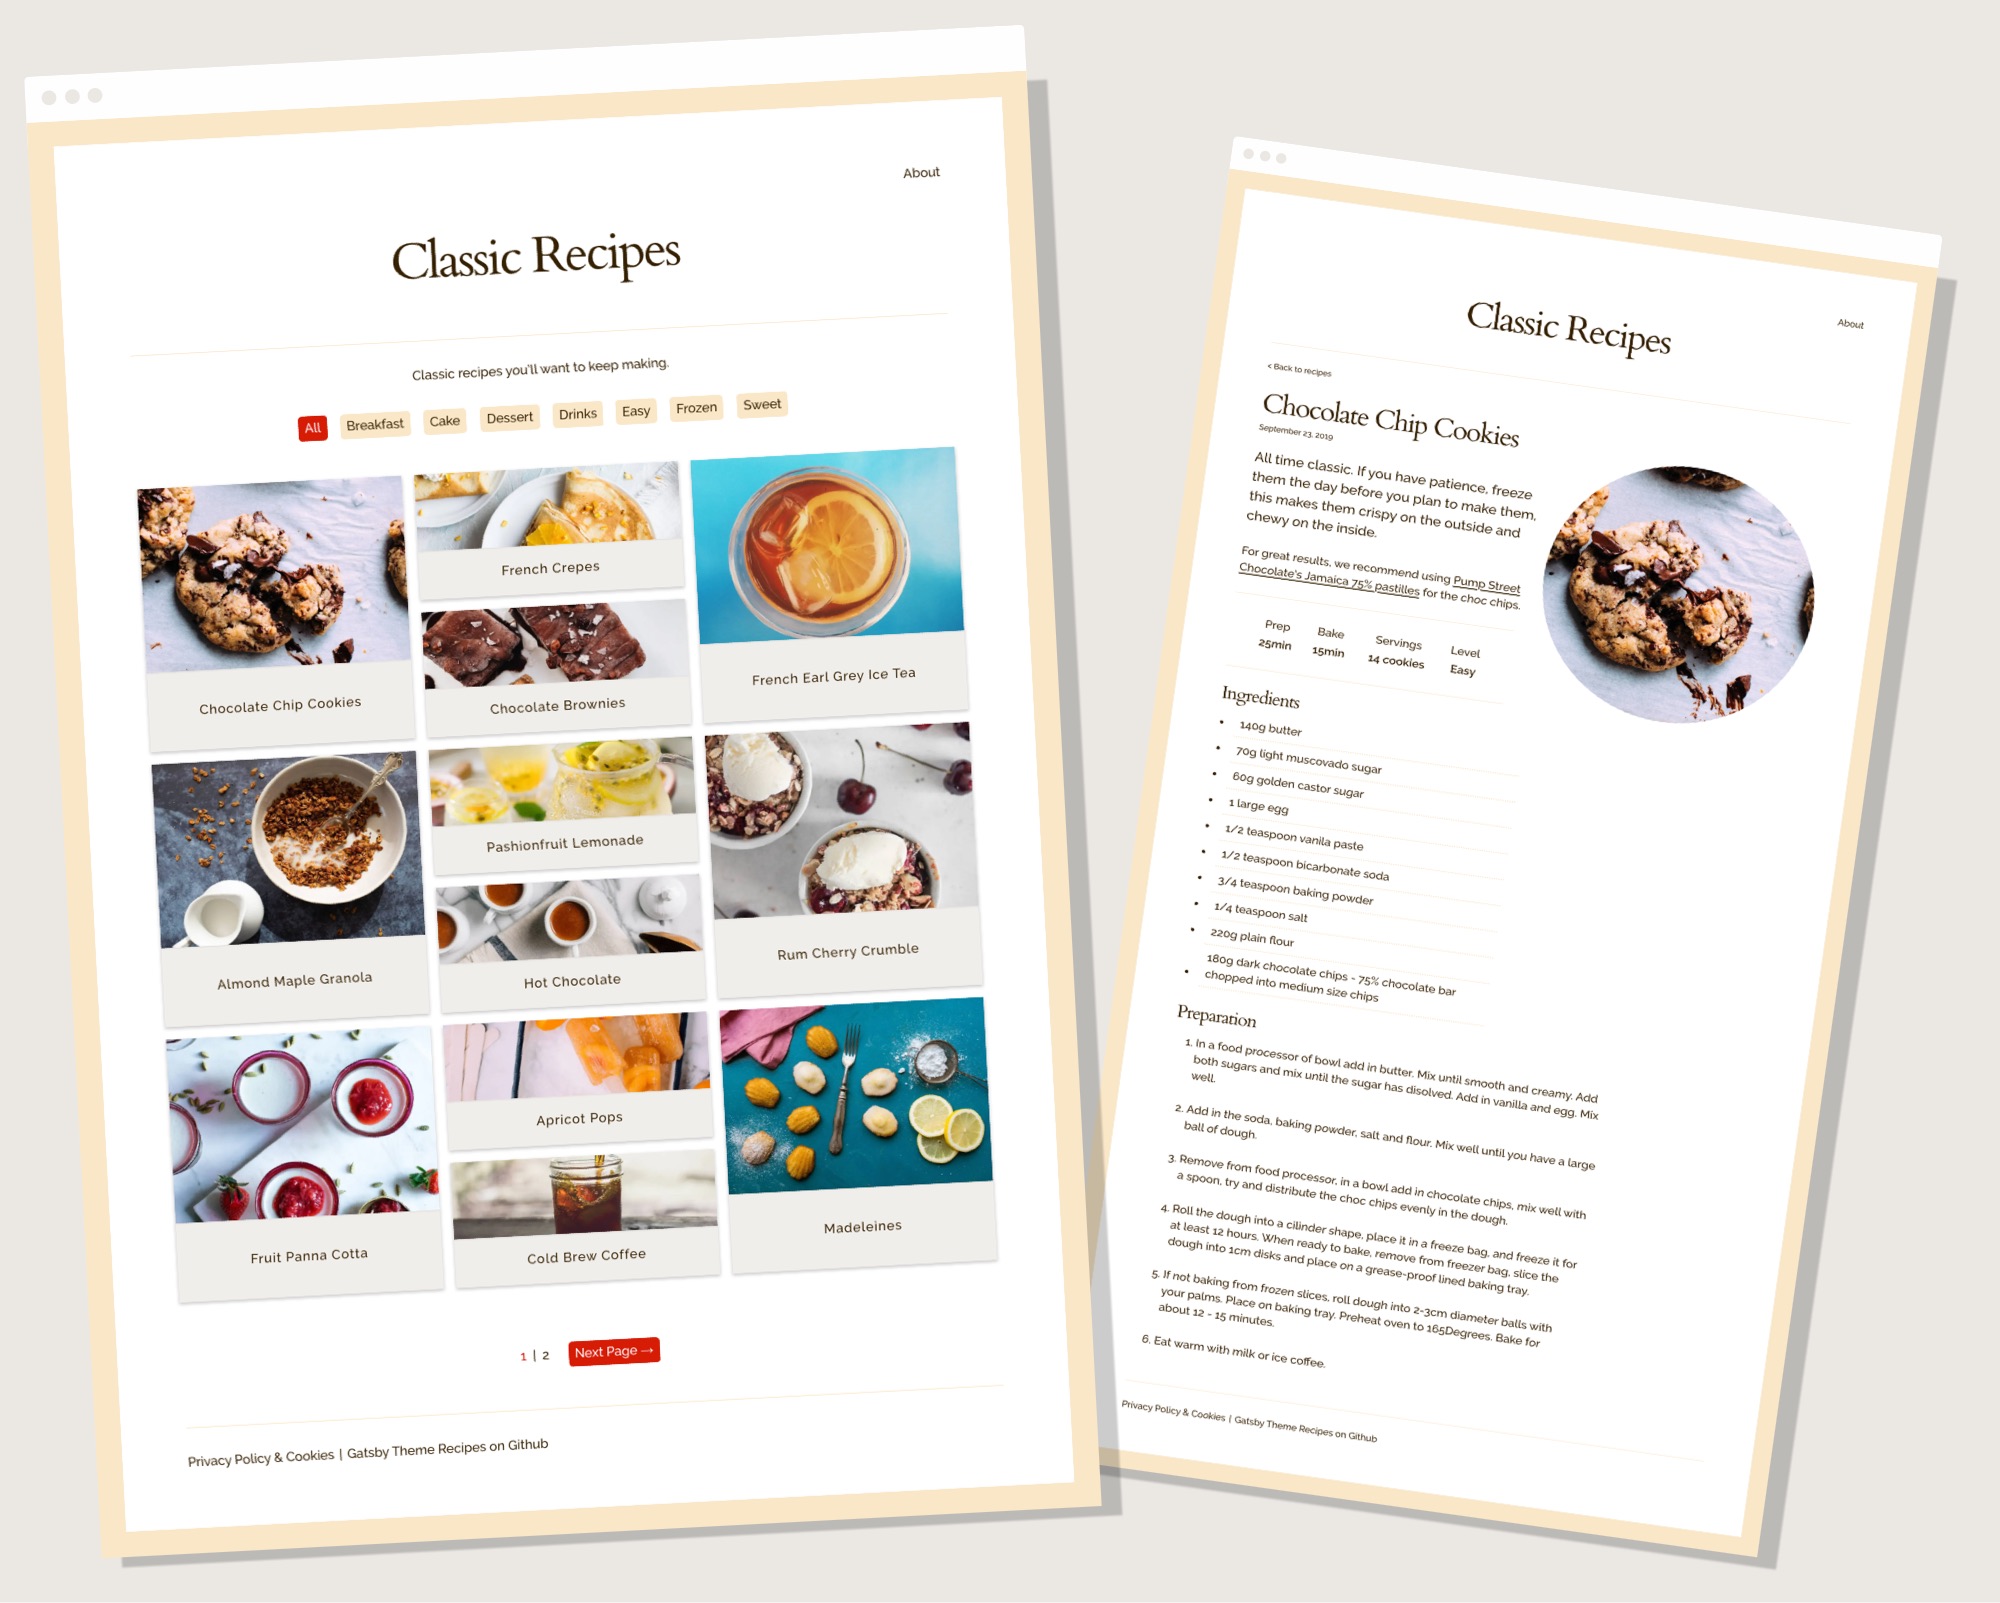 About
Classic Recipes
Classic recipes you'll want to keep making.
All Breakfast Cake Dessert Drinks Easy Frozen Sweet
Chocolate Chip Cookies
French Crepes
Chocolate Brownies
French Earl Grey Ice Tea
Almond Maple Granola
Pashionfruit Lemonade
Hot Chocolate
Rum Cherry Crumble
Fruit Panna Cotta
Apricot Pops
Cold Brew Coffee
Madeleines
1 | 2 Next Page →
Privacy Policy & Cookies | Gatsby Theme Recipes on Github
Classic Recipes
About
< Back to recipes
Chocolate Chip Cookies
September 23, 2019
All time classic. If you have patience, freeze
them the day before you plan to make them,
this makes them crispy on the outside and
chewy on the inside.
For great results, we recommend using Pump Street
Chocolate's Jamaica 75% pastilles for the choc chips.
Prep Bake Servings Level
25min 15min 14 cookies Easy
Ingredients
• 140g butter
• 70g light muscovado sugar
• 60g golden castor sugar
• 1 large egg
• 1/2 teaspoon vanila paste
• 1/2 teaspoon bicarbonate soda
• 3/4 teaspoon baking powder
• 1/4 teaspoon salt
• 220g plain flour
• 180g dark chocolate chips - 75% chocolate bar
chopped into medium size chips
Preparation
1. In a food processor of bowl add in butter. Mix until smooth and creamy. Add
both sugars and mix until the sugar has disolved. Add in vanilla and egg. Mix
well.
2. Add in the soda, baking powder, salt and flour. Mix well until you have a large
ball of dough.
3. Remove from food processor, in a bowl add in chocolate chips, mix well with
a spoon, try and distribute the choc chips evenly in the dough.
4. Roll the dough into a cilinder shape, place it in a freeze bag, and freeze it for
at least 12 hours. When ready to bake, remove from freezer bag, slice the
dough into 1cm disks and place on a grease-proof lined baking tray.
5. If not baking from frozen slices, roll dough into 2-3cm diameter balls with
your palms. Place on baking tray. Preheat oven to 165Degrees. Bake for
about 12 - 15 minutes.
6. Eat warm with milk or ice coffee.
Privacy Policy & Cookies | Gatsby Theme Recipes on Github